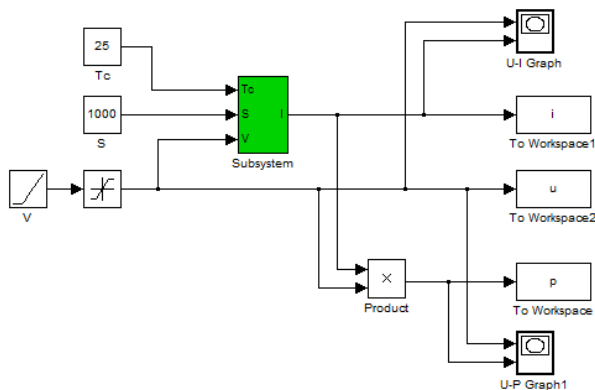 25
Tc
1000
S
V
Tc
S
V
I
Subsystem
U-I Graph
i
To Workspace1
u
To Workspace2
×
Product
p
To Workspace
U-P Graph1